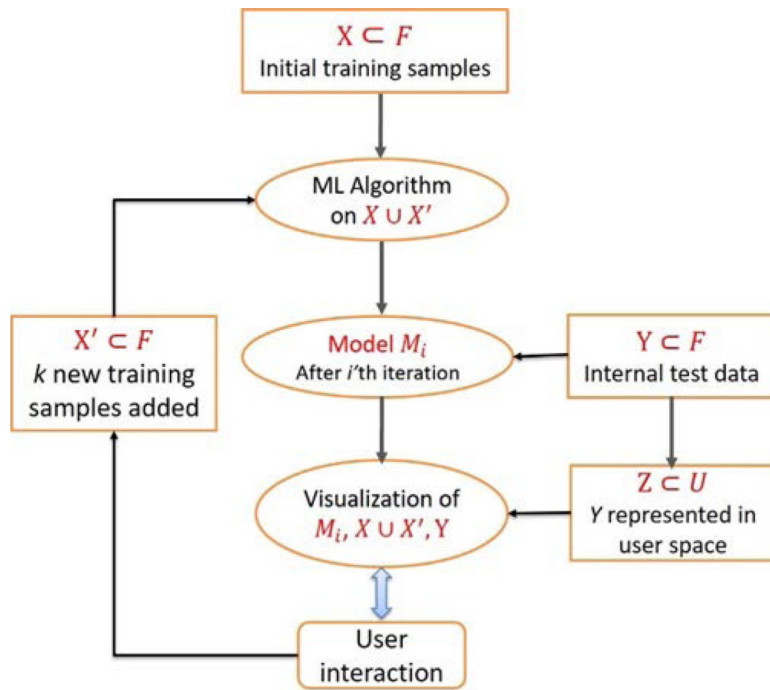 X ⊂ F
Initial training samples
ML Algorithm
on X ∪ X′
X′ ⊂ F
k new training
samples added
Model Mᵢ
After i'th iteration
Y ⊂ F
Internal test data
Visualization of
Mᵢ, X ∪ X′, Y
Z ⊂ U
Y represented in
user space
User
interaction